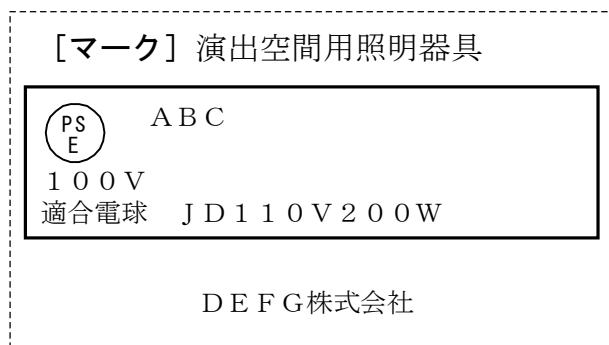 ［マーク］演出空間用照明器具
PS
E
ＡＢＣ
１００Ｖ
適合電球　ＪＤ１１０Ｖ２００Ｗ
ＤＥＦＧ株式会社